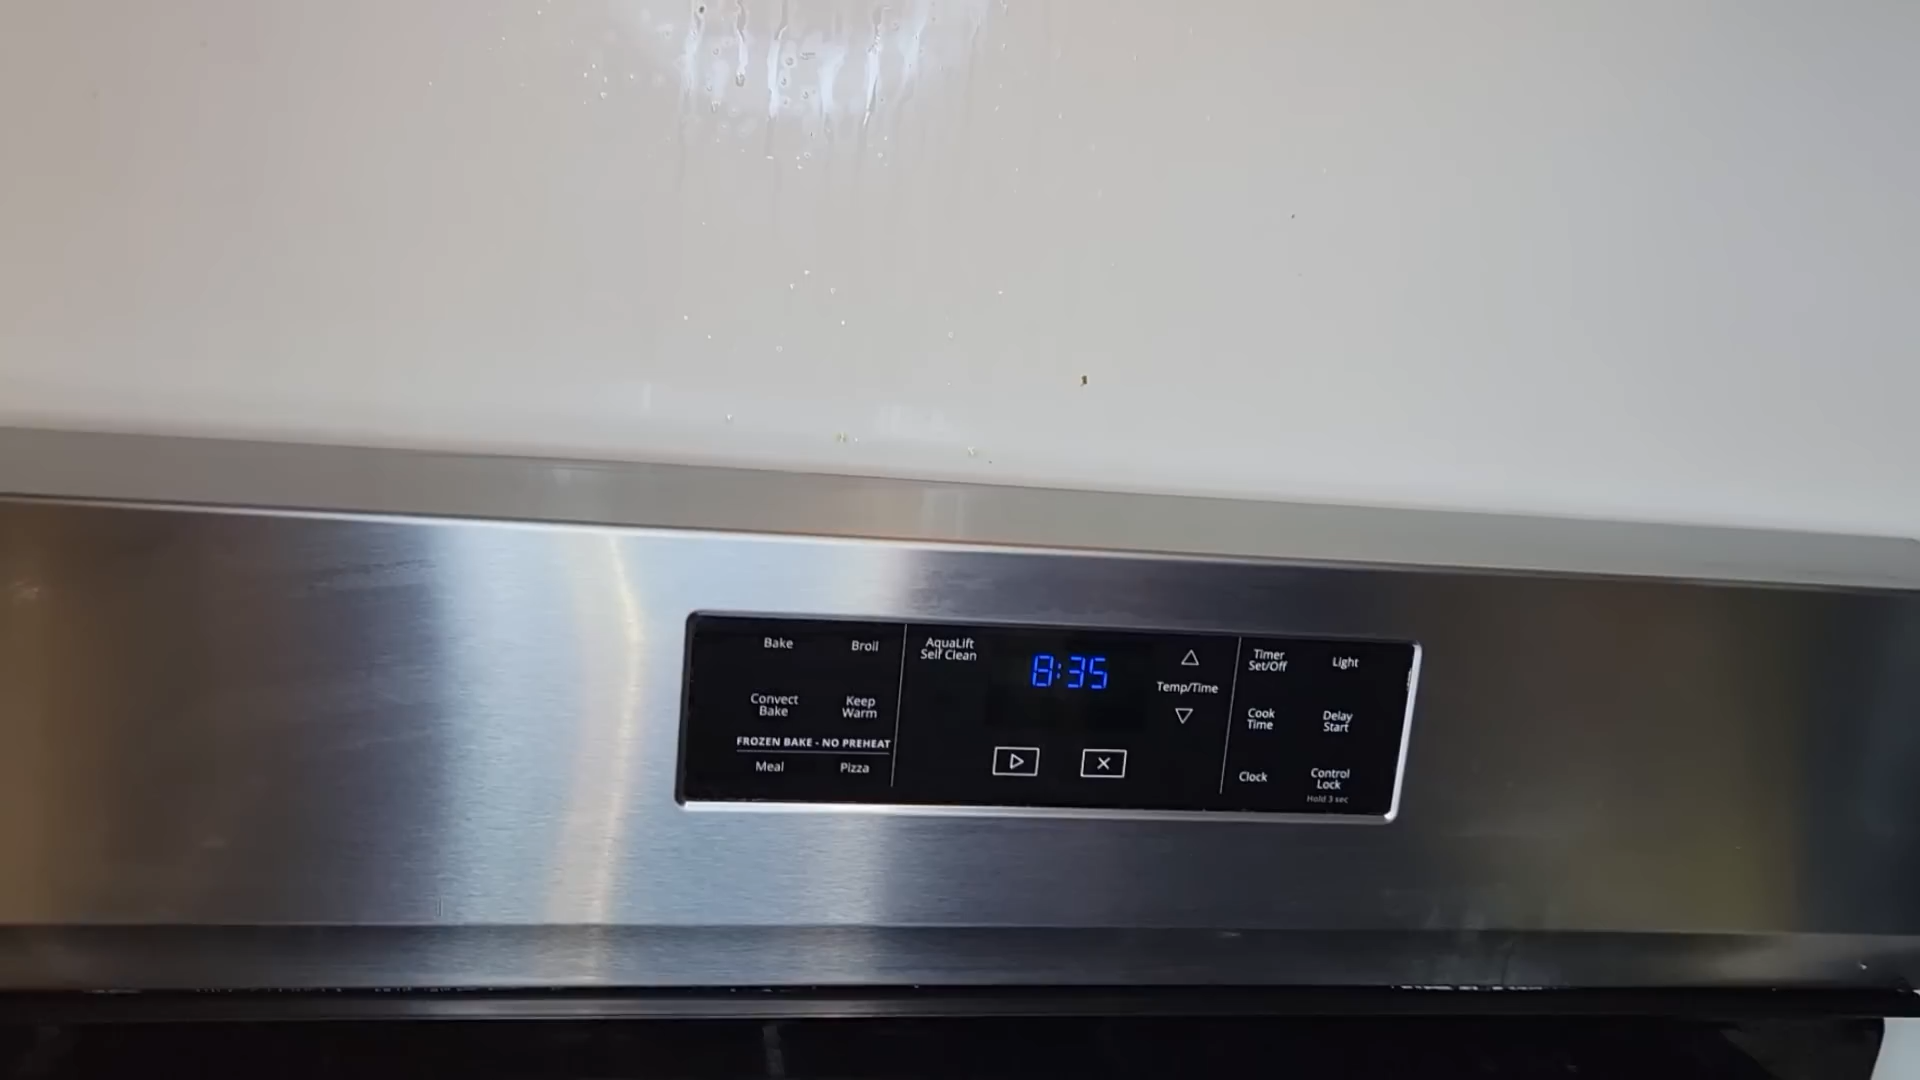 Bake
Broil
Convect
Bake
Keep
Warm
FROZEN BAKE - NO PREHEAT
Meal
Pizza
AquaLift
Self Clean
8:35
Temp/Time
Timer
Set/Off
Light
Cook
Time
Delay
Start
Clock
Control
Lock
Hold 3 sec